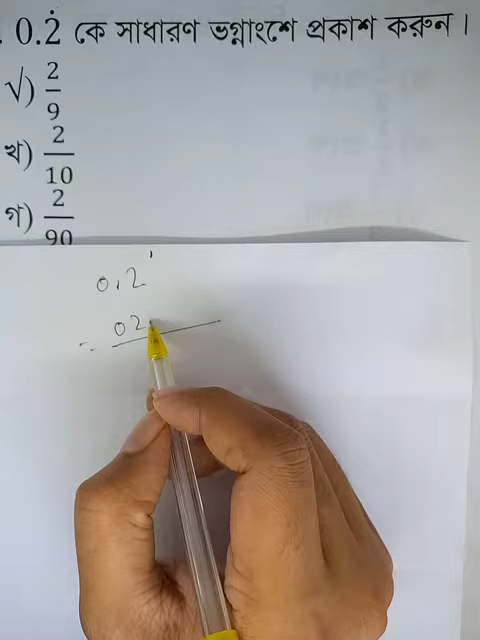 . 0.2̇ কে সাধারণ ভগ্নাংশে প্রকাশ করুন।
√) 2/9
খ) 2/10
গ) 2/90
0.2̇
= 02